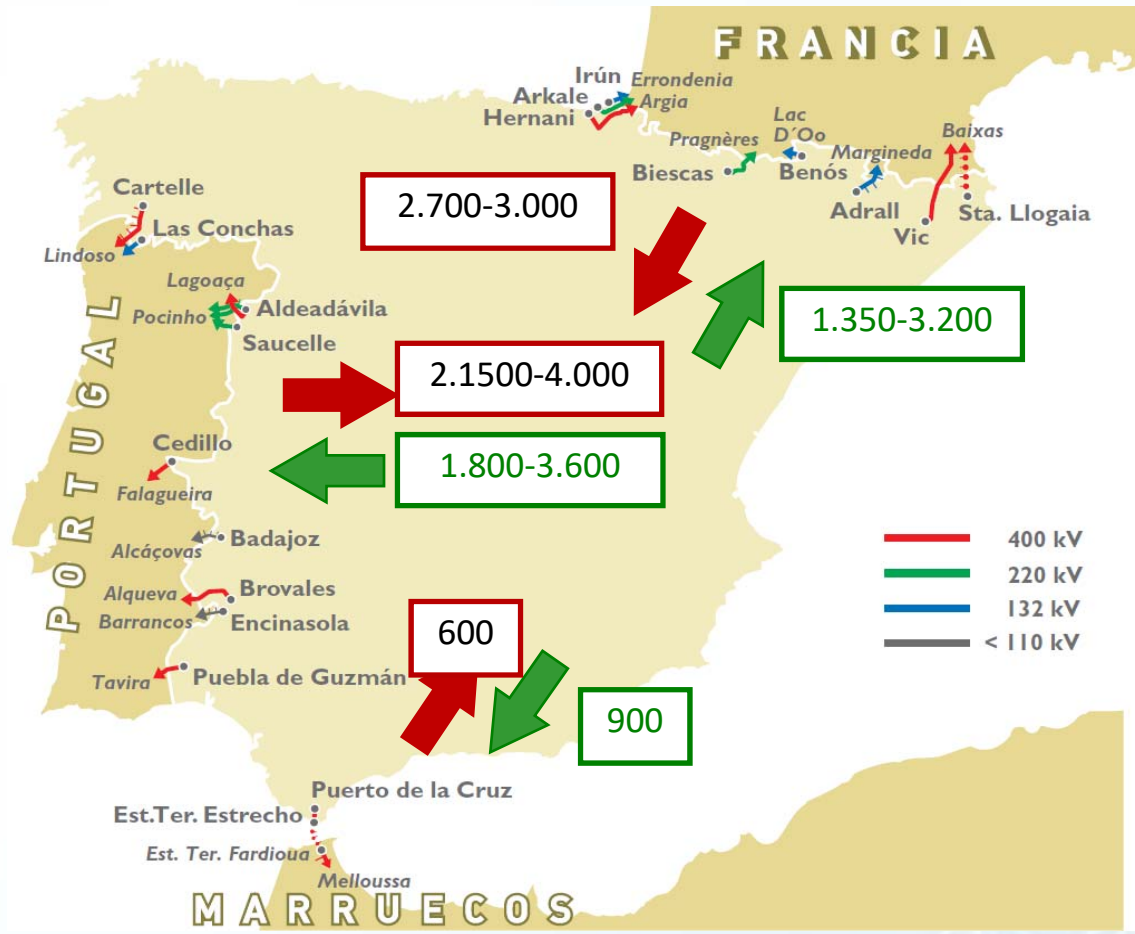 FRANCIA
Irún
Errondenia
Arkale
Argia
Hernani
Lac
D´Oo
Pragnères
Baixas
Margineda
Biescas
Benós
Adrall
Sta. Llogaia
Vic
Cartelle
Las Conchas
Lindoso
2.700-3.000
Lagoaça
Aldeadávila
Pocinho
Saucelle
1.350-3.200
2.1500-4.000
PORTUGAL
Cedillo
1.800-3.600
Falagueira
Badajoz
Alcáçovas
400 kV
220 kV
132 kV
< 110 kV
Brovales
Alqueva
Barrancos
Encinasola
600
Puebla de Guzmán
Tavira
900
Puerto de la Cruz
Est.Ter. Estrecho
Est. Ter. Fardioua
Melloussa
MARRUECOS